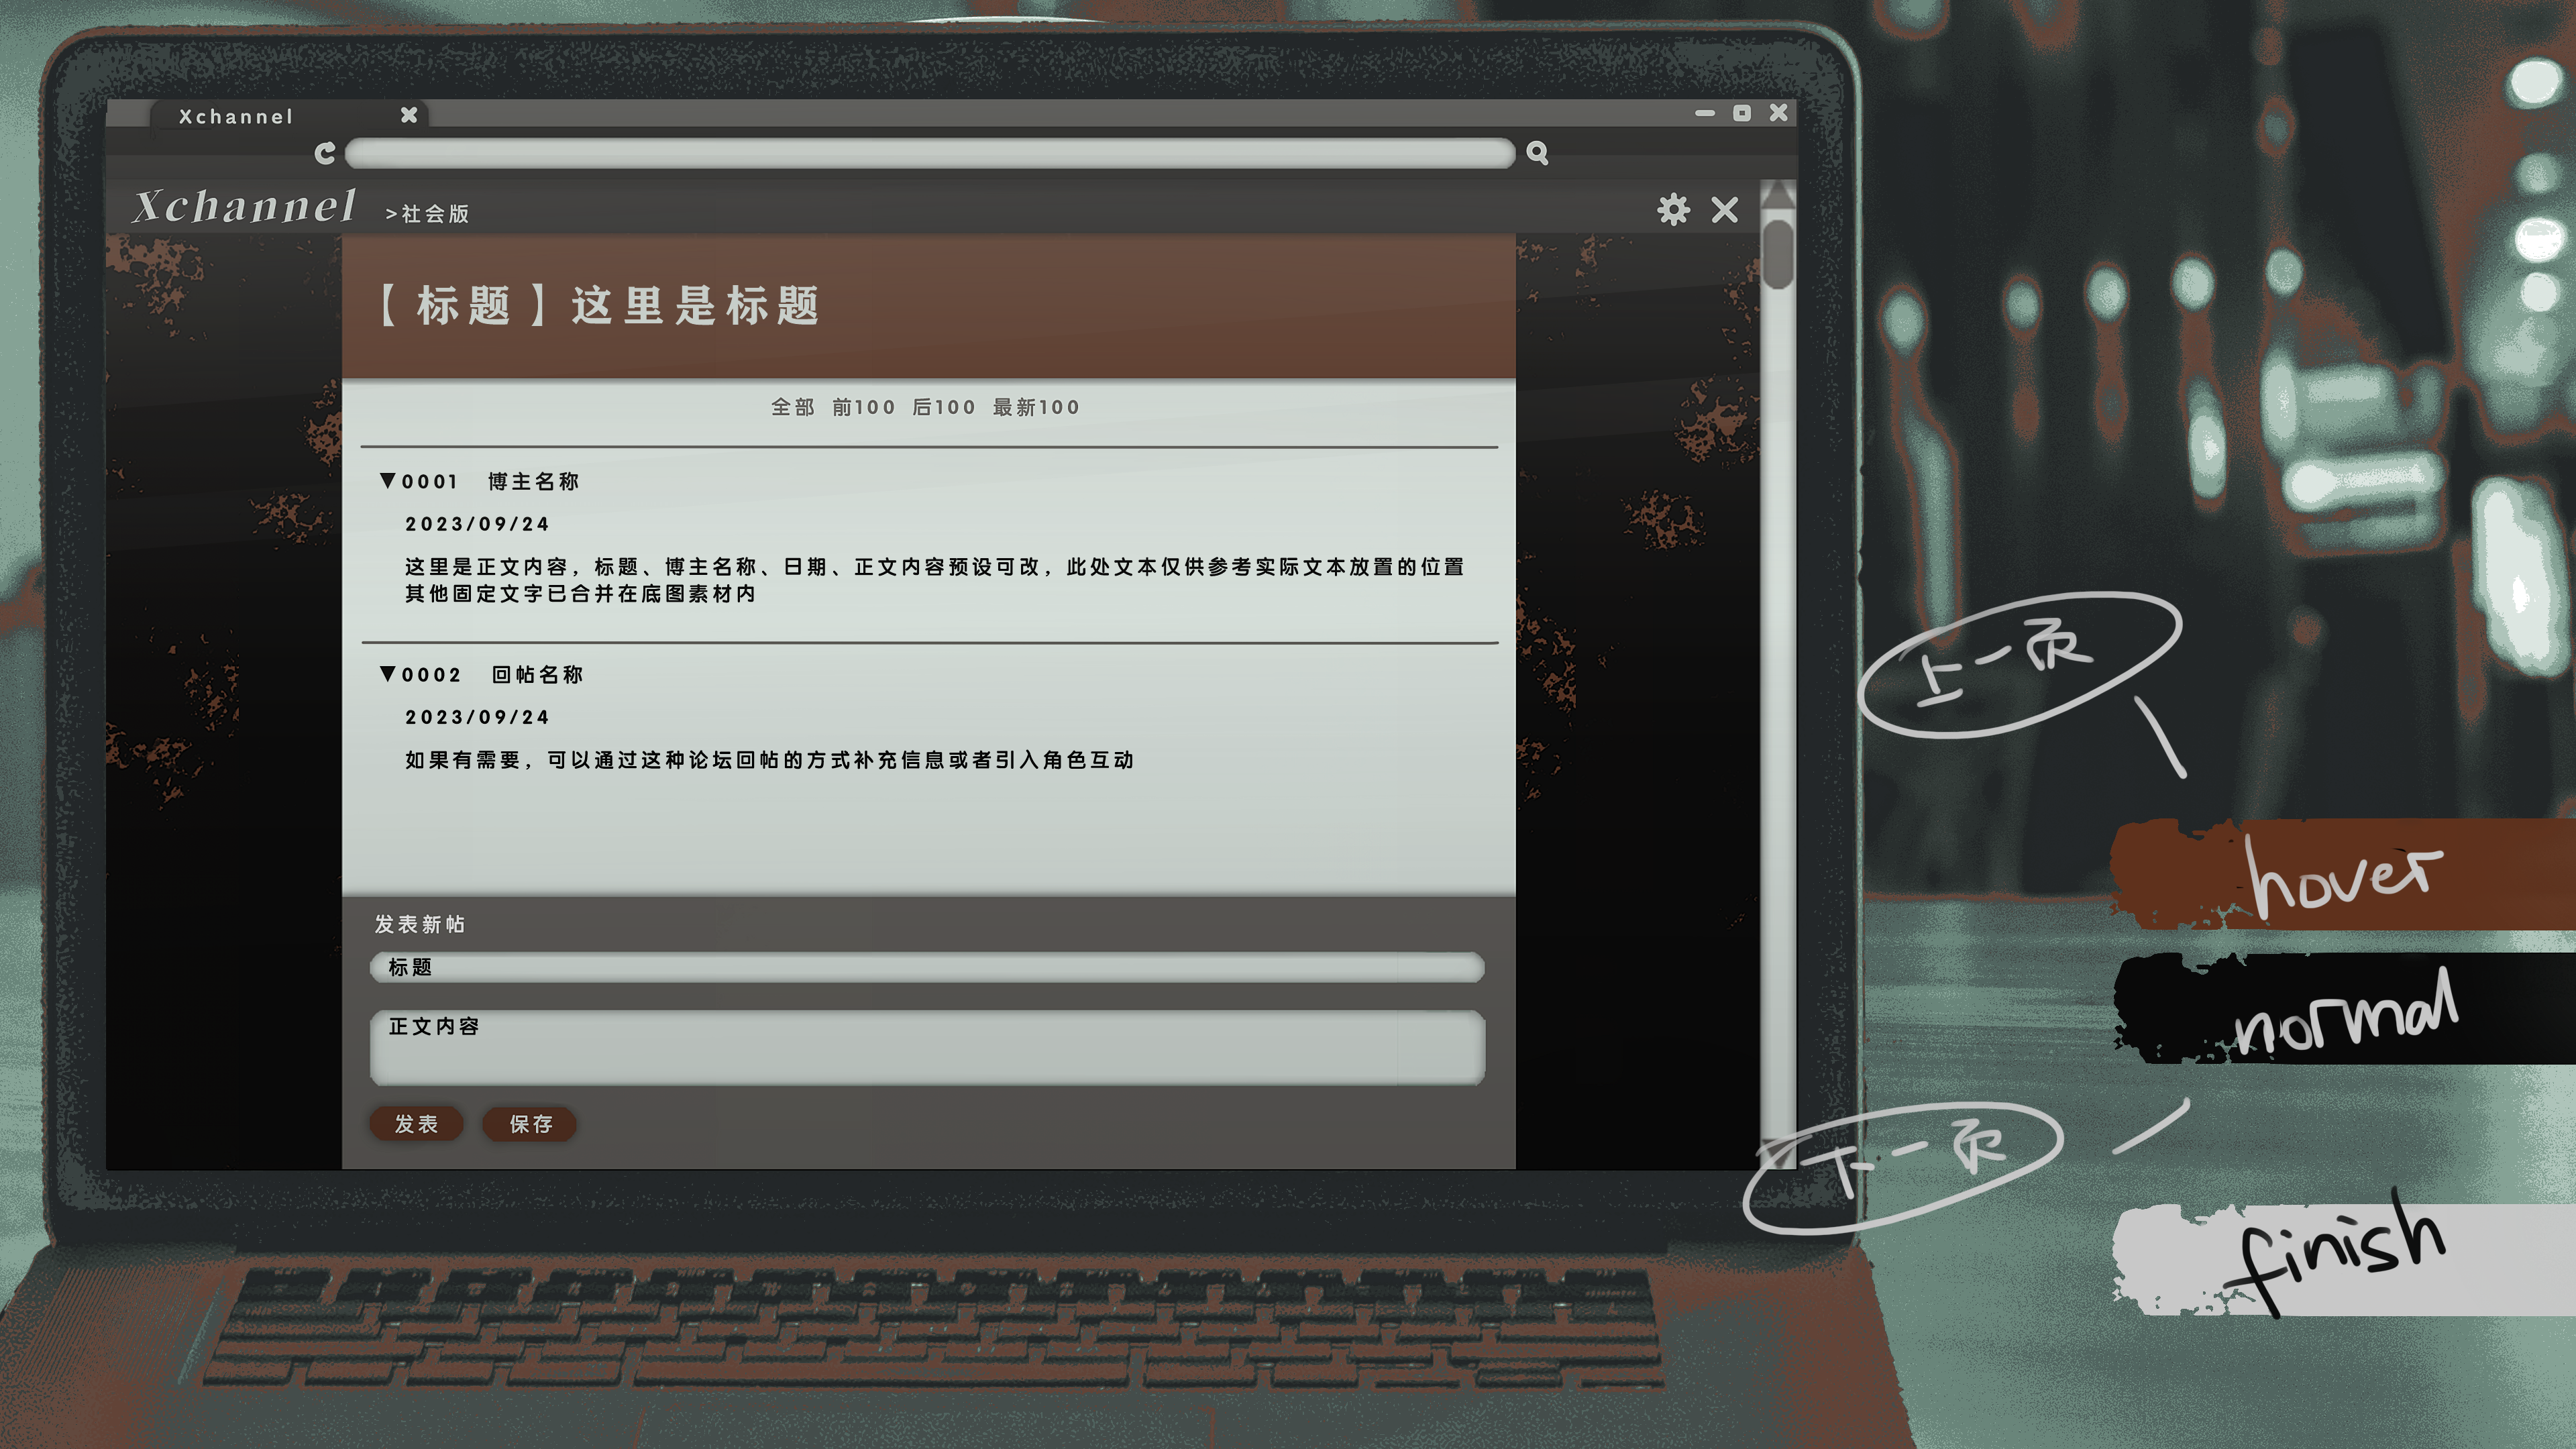 Xchannel
Xchannel >社会版
【标题】这里是标题
全部 前100 后100 最新100
▼0001 博主名称
2023/09/24
这里是正文内容，标题、博主名称、日期、正文内容预设可改，此处文本仅供参考实际文本放置的位置
其他固定文字已合并在底图素材内
▼0002 回帖名称
2023/09/24
如果有需要，可以通过这种论坛回帖的方式补充信息或者引入角色互动
发表新帖
标题
正文内容
发表 保存
上一页
hover
normal
下一页
finish